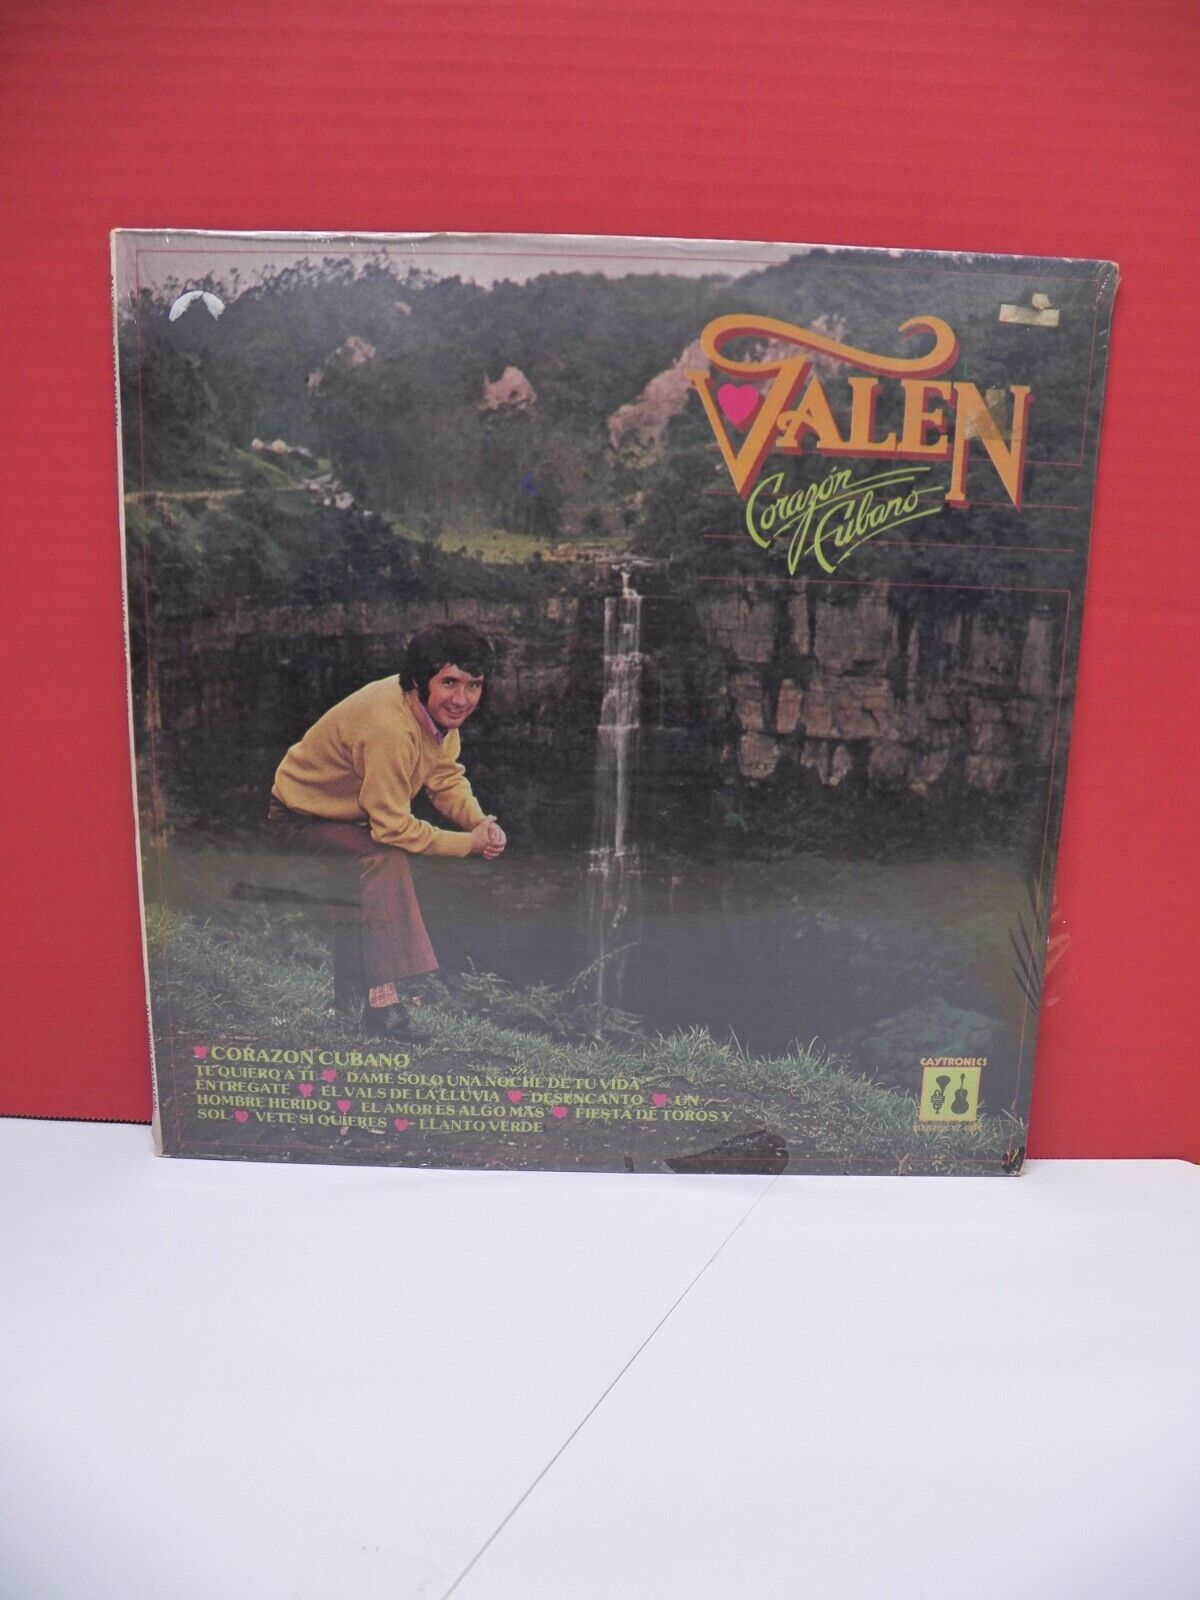 VALEN
Corazón
Cubano
CORAZON CUBANO
TE QUIERO A TI DAME SOLO UNA NOCHE DE TU VIDA
ENTREGATE EL VALS DE LA LLUVIA DESENCANTO UN
HOMBRE HERIDO EL AMOR ES ALGO MAS FIESTA DE TOROS Y
SOL VETE SI QUIERES LLANTO VERDE
CAYTRONICS
STEREO